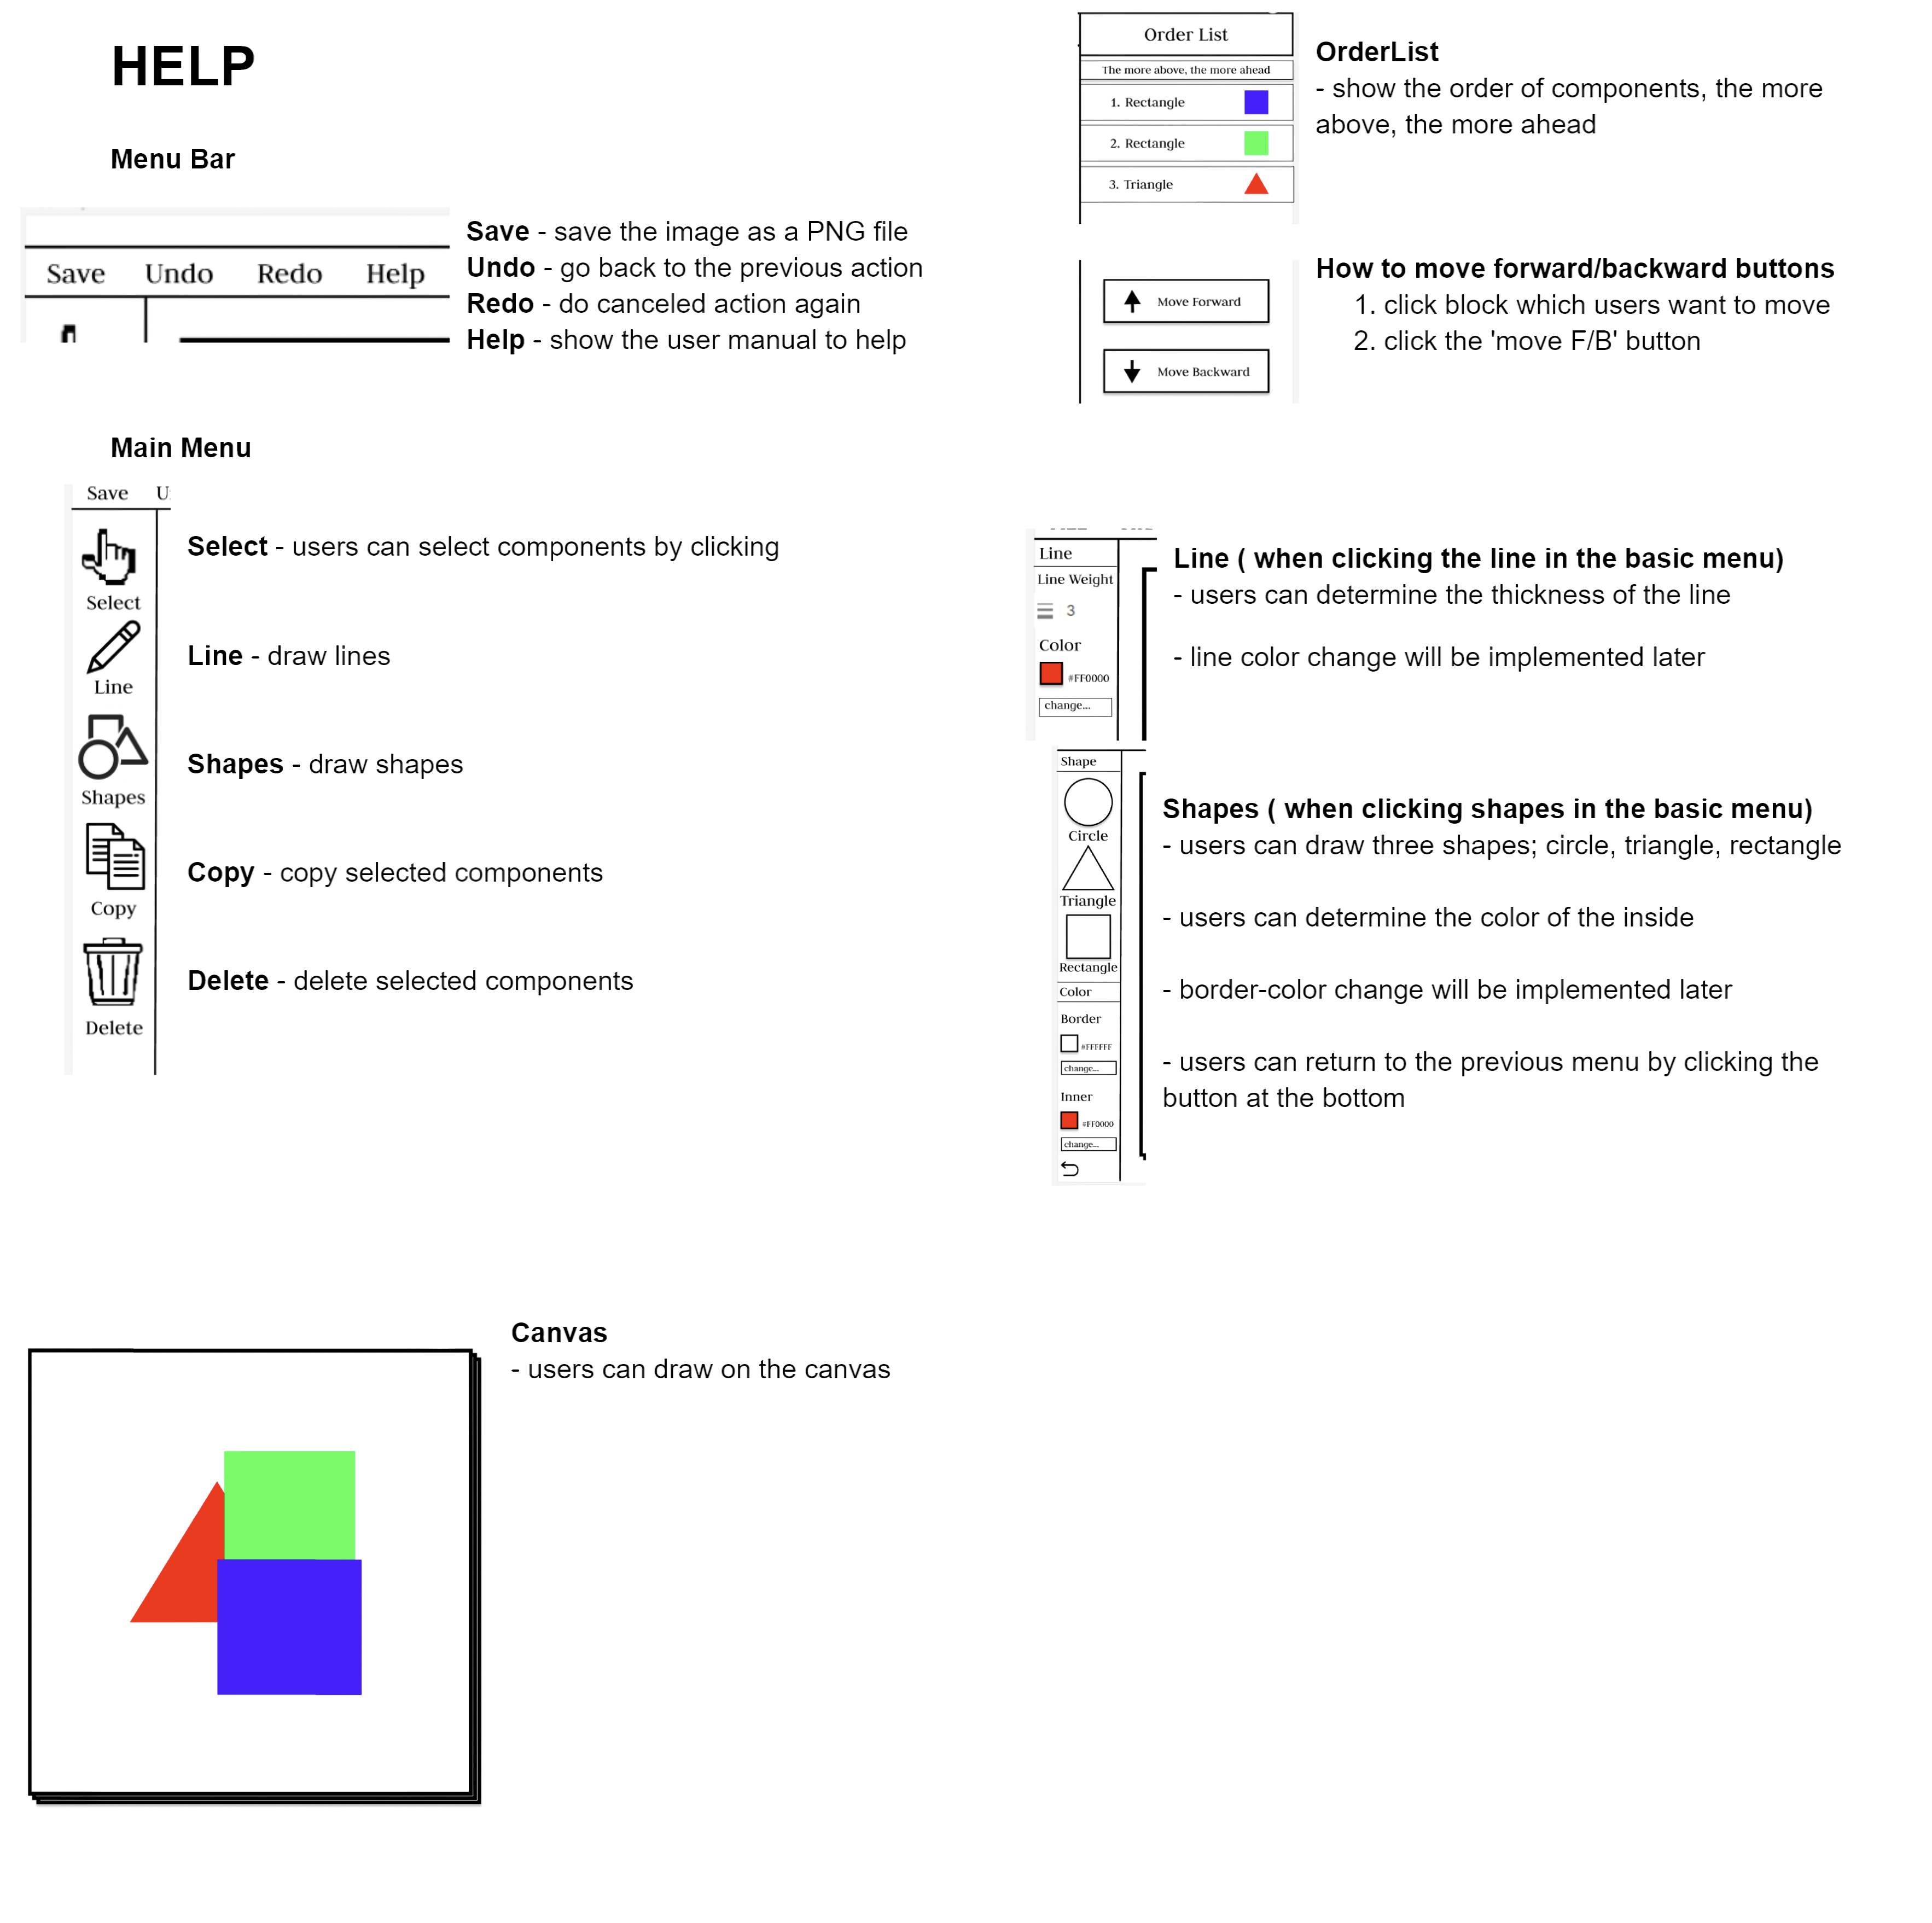 HELP
Menu Bar
Save Undo Redo Help
Save - save the image as a PNG file
Undo - go back to the previous action
Redo - do canceled action again
Help - show the user manual to help
Main Menu
Save U
Select
Line
Shapes
Copy
Delete
Select - users can select components by clicking
Line - draw lines
Shapes - draw shapes
Copy - copy selected components
Delete - delete selected components
Canvas
- users can draw on the canvas
Order List
The more above, the more ahead
1. Rectangle
2. Rectangle
3. Triangle
OrderList
- show the order of components, the more
above, the more ahead
Move Forward
Move Backward
How to move forward/backward buttons
1. click block which users want to move
2. click the 'move F/B' button
Line
Line Weight
3
Color
#FF0000
change...
Line ( when clicking the line in the basic menu)
- users can determine the thickness of the line
- line color change will be implemented later
Shape
Circle
Triangle
Rectangle
Color
Border
#FFFFFF
change...
Inner
#FF0000
change...
Shapes ( when clicking shapes in the basic menu)
- users can draw three shapes; circle, triangle, rectangle
- users can determine the color of the inside
- border-color change will be implemented later
- users can return to the previous menu by clicking the
button at the bottom